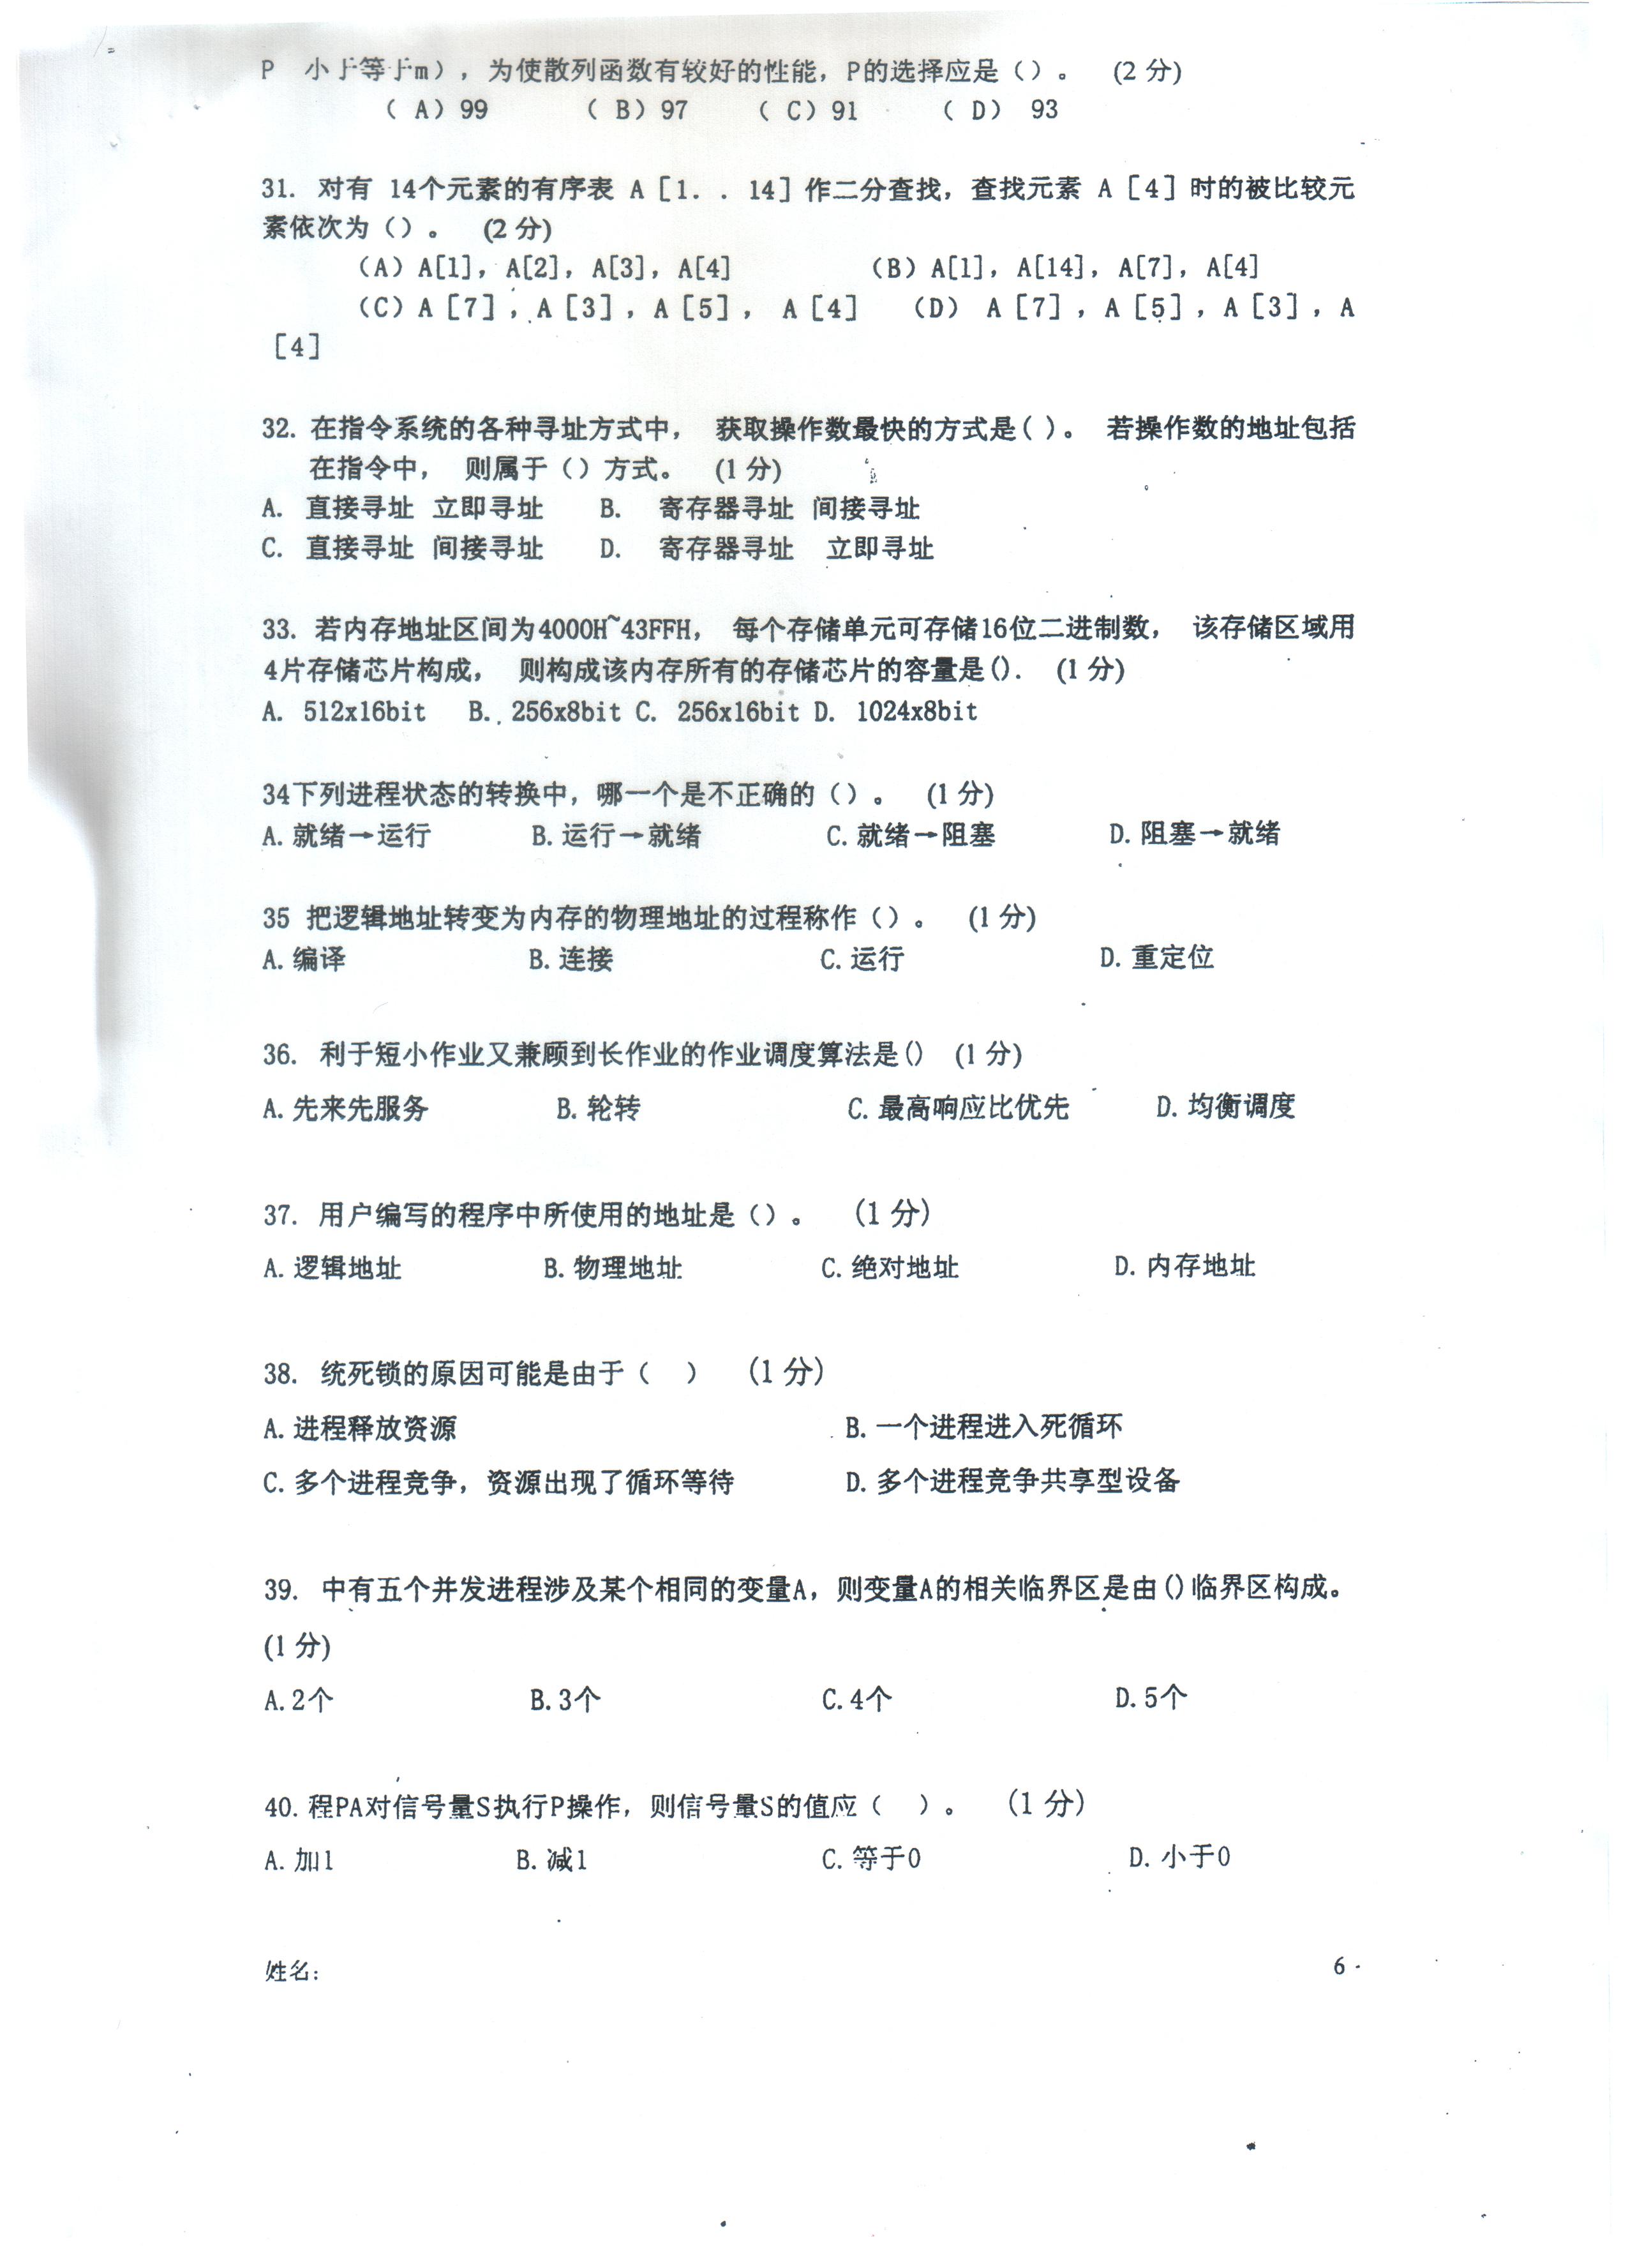 P 小于等于m），为使散列函数有较好的性能，P的选择应是（）。 (2 分)
（ A）99 （ B）97 （ C）91 （ D） 93
31. 对有 14个元素的有序表 A［1．．14］作二分查找，查找元素 A［4］时的被比较元
素依次为（）。 (2 分)
（A）A[1]，A[2]，A[3]，A[4] （B）A[1]，A[14]，A[7]，A[4]
（C）A［7］，A［3］，A［5］， A［4］ （D） A［7］，A［5］，A［3］，A
［4］
32. 在指令系统的各种寻址方式中， 获取操作数最快的方式是( )。 若操作数的地址包括
在指令中， 则属于（）方式。 (1 分)
A. 直接寻址 立即寻址 B. 寄存器寻址 间接寻址
C. 直接寻址 间接寻址 D. 寄存器寻址 立即寻址
33. 若内存地址区间为4000H~43FFH， 每个存储单元可存储16位二进制数， 该存储区域用
4片存储芯片构成， 则构成该内存所有的存储芯片的容量是(). (1 分)
A. 512x16bit B. 256x8bit C. 256x16bit D. 1024x8bit
34下列进程状态的转换中，哪一个是不正确的（）。 (1 分)
A. 就绪→运行 B. 运行→就绪 C. 就绪→阻塞 D. 阻塞→就绪
35 把逻辑地址转变为内存的物理地址的过程称作（）。 (1 分)
A. 编译 B. 连接 C. 运行 D. 重定位
36. 利于短小作业又兼顾到长作业的作业调度算法是() (1 分)
A. 先来先服务 B. 轮转 C. 最高响应比优先 D. 均衡调度
37. 用户编写的程序中所使用的地址是（）。 （1 分）
A. 逻辑地址 B. 物理地址 C. 绝对地址 D. 内存地址
38. 统死锁的原因可能是由于（ ） （1 分）
A. 进程释放资源 B. 一个进程进入死循环
C. 多个进程竞争，资源出现了循环等待 D. 多个进程竞争共享型设备
39. 中有五个并发进程涉及某个相同的变量A，则变量A的相关临界区是由()临界区构成。
(1 分)
A. 2个 B. 3个 C. 4个 D. 5个
40. 程PA对信号量S执行P操作，则信号量S的值应（ ）。 （1 分）
A. 加1 B. 减1 C. 等于0 D. 小于0
姓名： 6